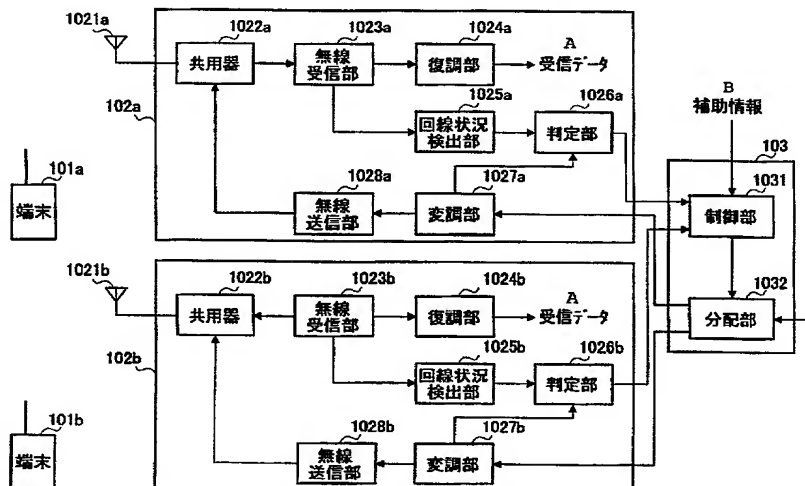 1021a
1022a
1023a
1024a
共用器
無線
受信部
復調部
A
受信データ
1025a
1026a
回線状況
検出部
判定部
102a
B
補助情報
103
1031
制御部
101a
端末
1028a
1027a
無線
送信部
変調部
1021b
1022b
1023b
1024b
共用器
無線
受信部
復調部
A
受信データ
1032
分配部
1025b
1026b
回線状況
検出部
判定部
102b
101b
端末
1028b
1027b
無線
送信部
変調部